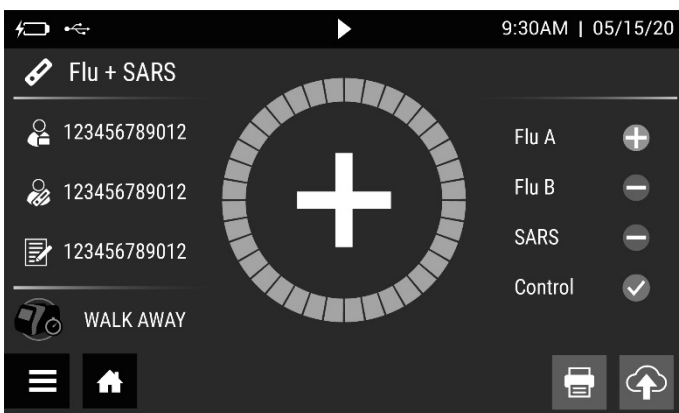 9:30AM | 05/15/20
Flu + SARS
123456789012
123456789012
123456789012
WALK AWAY
Flu A
Flu B
SARS
Control